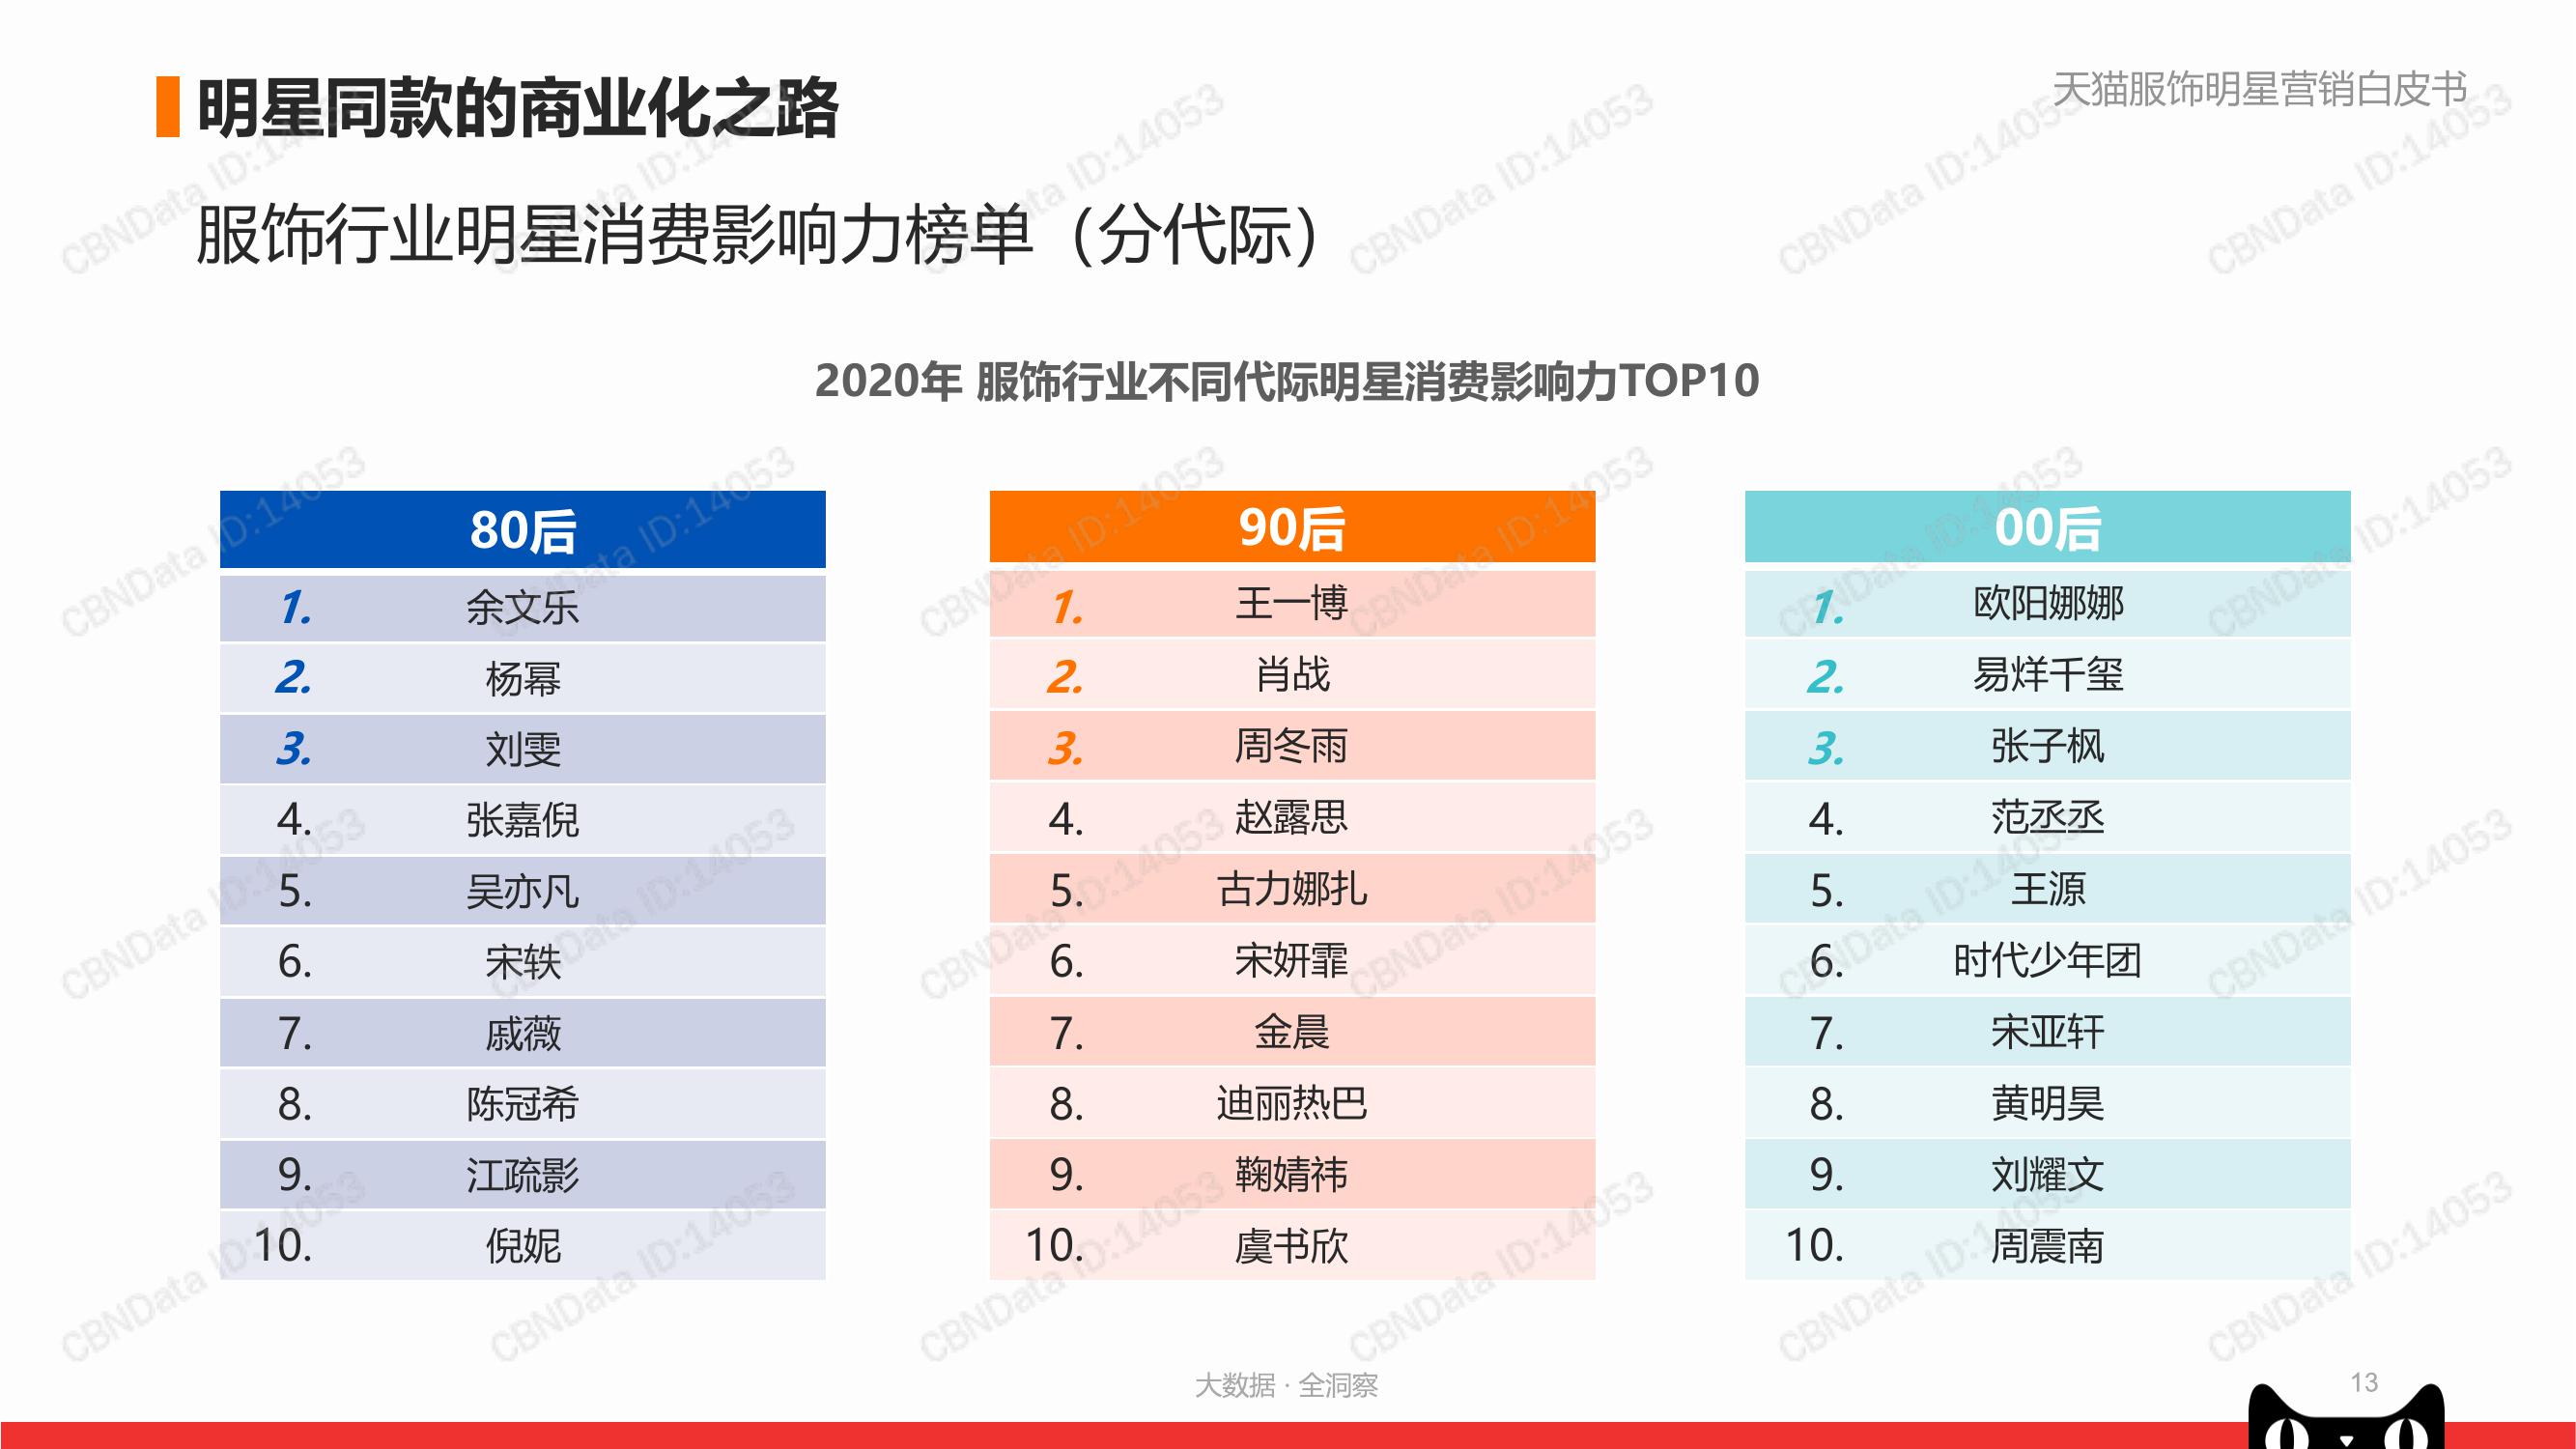 明星同款的商业化之路
天猫服饰明星营销白皮书
服饰行业明星消费影响力榜单（分代际）
2020年 服饰行业不同代际明星消费影响力TOP10
80后
1. 余文乐
2. 杨幂
3. 刘雯
4. 张嘉倪
5. 吴亦凡
6. 宋轶
7. 戚薇
8. 陈冠希
9. 江疏影
10. 倪妮
90后
1. 王一博
2. 肖战
3. 周冬雨
4. 赵露思
5. 古力娜扎
6. 宋妍霏
7. 金晨
8. 迪丽热巴
9. 鞠婧祎
10. 虞书欣
00后
1. 欧阳娜娜
2. 易烊千玺
3. 张子枫
4. 范丞丞
5. 王源
6. 时代少年团
7. 宋亚轩
8. 黄明昊
9. 刘耀文
10. 周震南
大数据 · 全洞察
13
CBNData ID:14053